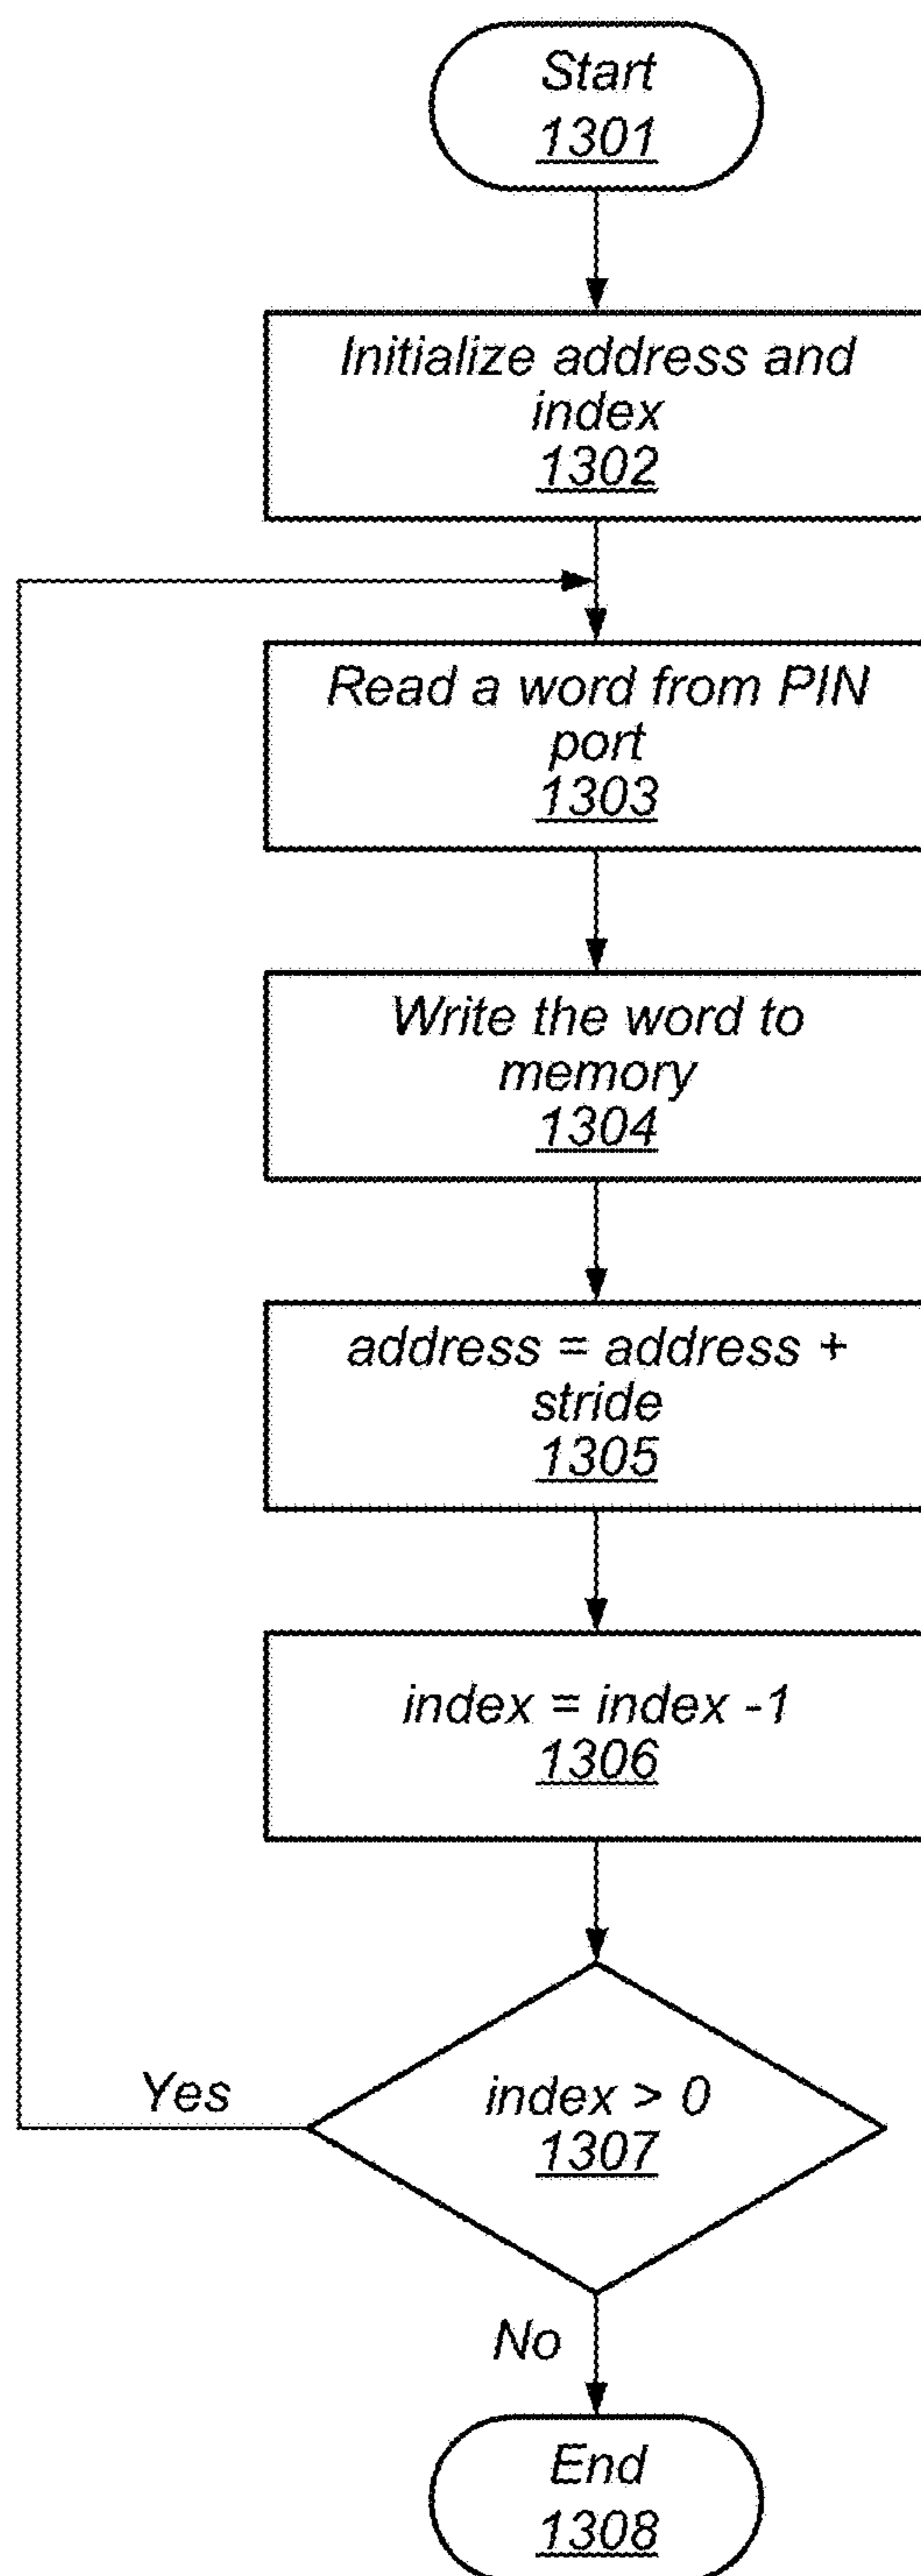 Start
1301
Initialize address and
index
1302
Read a word from PIN
port
1303
Write the word to
memory
1304
address = address +
stride
1305
index = index -1
1306
Yes
index > 0
1307
No
End
1308